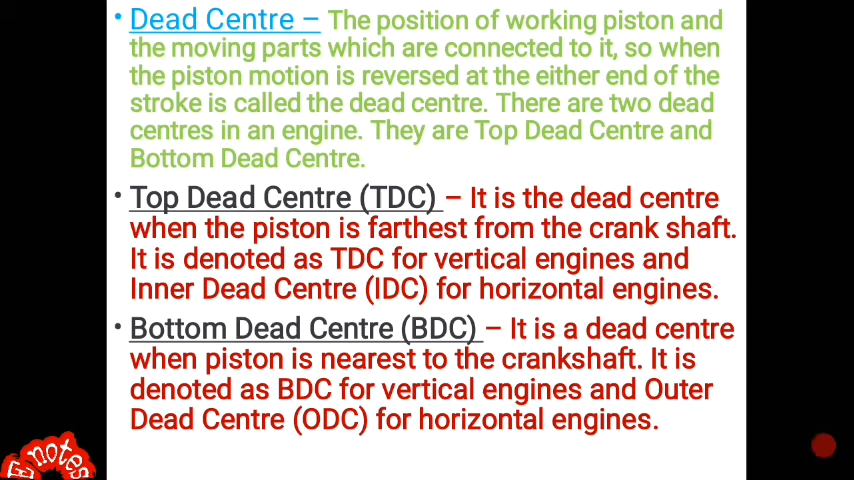 • Dead Centre – The position of working piston and
the moving parts which are connected to it, so when
the piston motion is reversed at the either end of the
stroke is called the dead centre. There are two dead
centres in an engine. They are Top Dead Centre and
Bottom Dead Centre.
• Top Dead Centre (TDC) – It is the dead centre
when the piston is farthest from the crank shaft.
It is denoted as TDC for vertical engines and
Inner Dead Centre (IDC) for horizontal engines.
• Bottom Dead Centre (BDC) – It is a dead centre
when piston is nearest to the crankshaft. It is
denoted as BDC for vertical engines and Outer
Dead Centre (ODC) for horizontal engines.
E notes